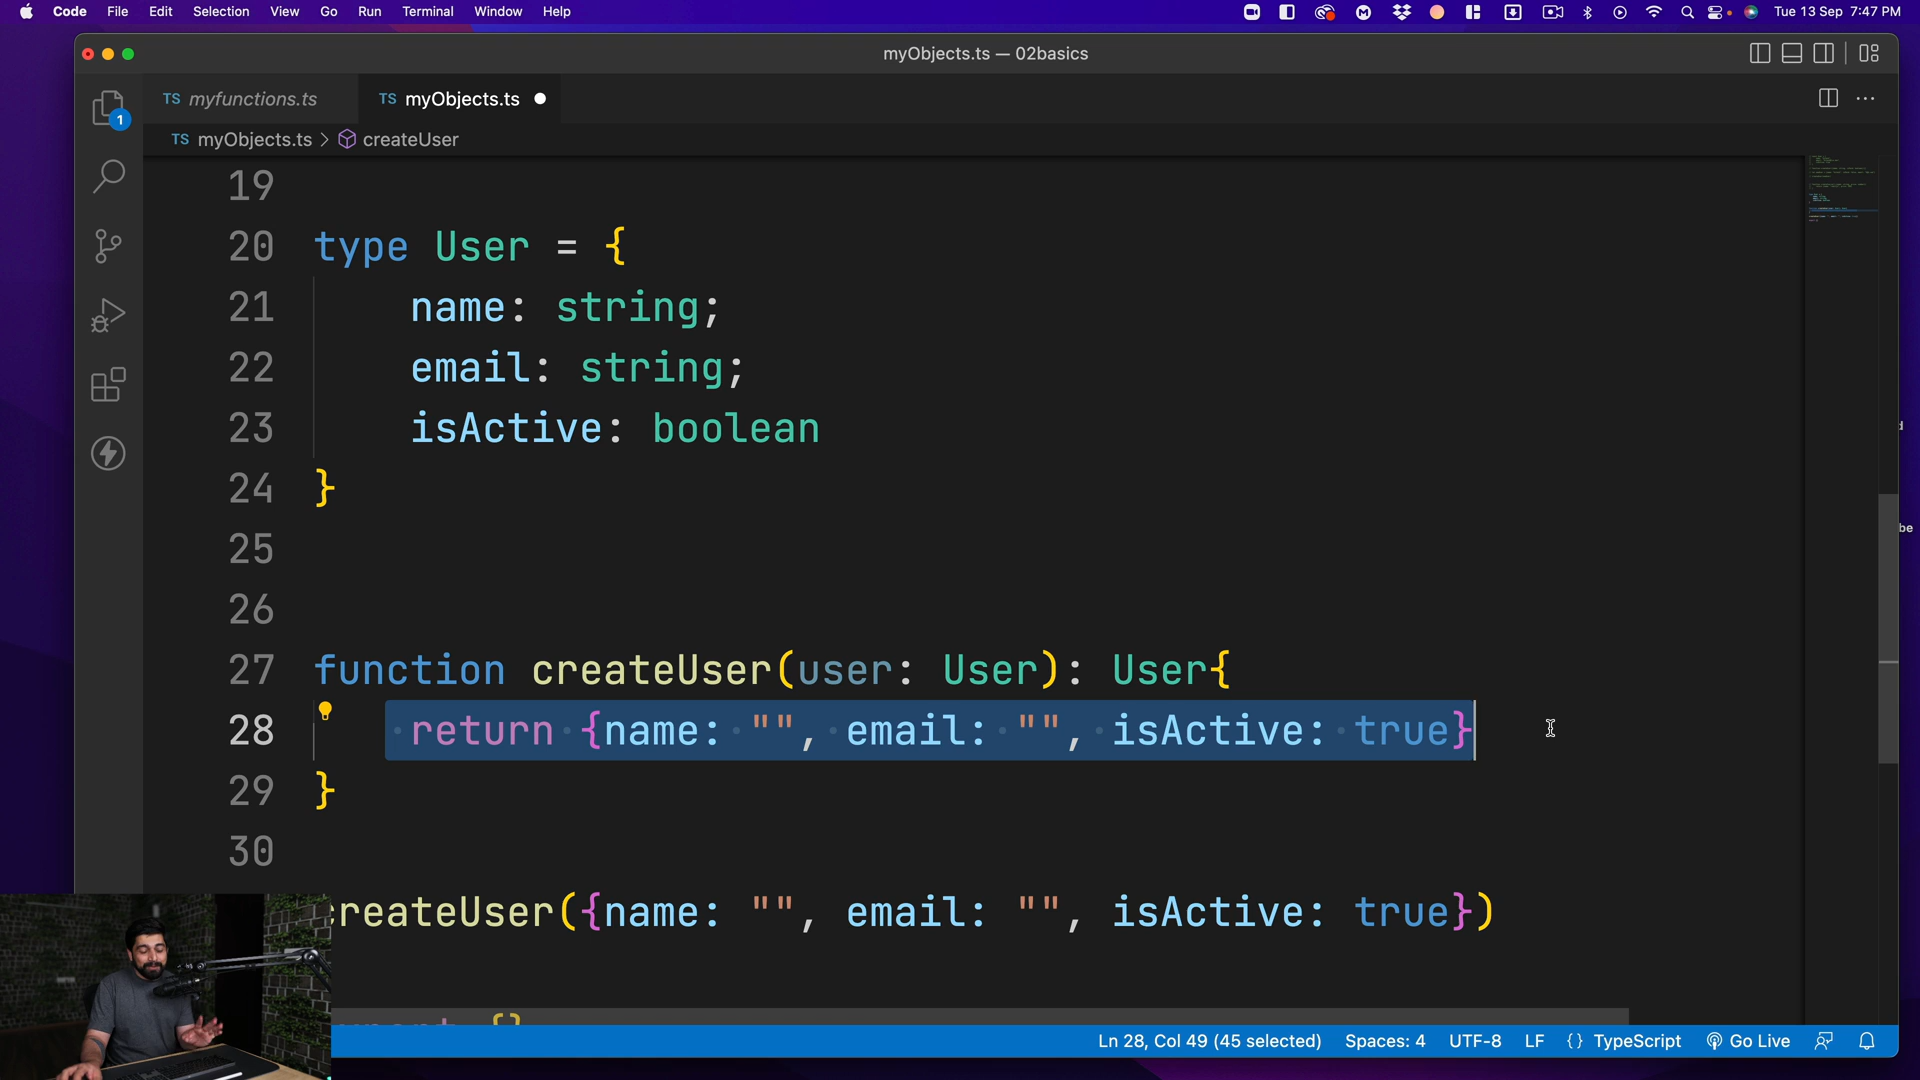 Code File Edit Selection View Go Run Terminal Window Help Tue 13 Sep 7:47 PM
myObjects.ts — 02basics
TS myfunctions.ts TS myObjects.ts
1
TS myObjects.ts > createUser
19
20 type User = {
21 name: string;
22 email: string;
23 isActive: boolean
24 }
25
26
27 function createUser(user: User): User{
28 return {name: "", email: "", isActive: true}
29 }
30
reateUser({name: "", email: "", isActive: true})
{}
Ln 28, Col 49 (45 selected) Spaces: 4 UTF-8 LF {} TypeScript Go Live